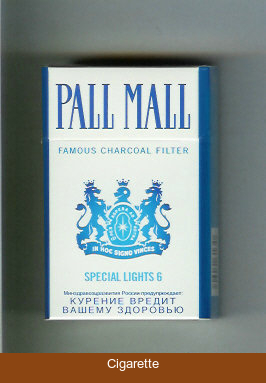 PALL MALL
FAMOUS CHARCOAL FILTER
IN HOC SIGNO VINCES
SPECIAL LIGHTS 6
Минздравсоцразвития России предупреждает:
КУРЕНИЕ ВРЕДИТ
ВАШЕМУ ЗДОРОВЬЮ
Cigarette